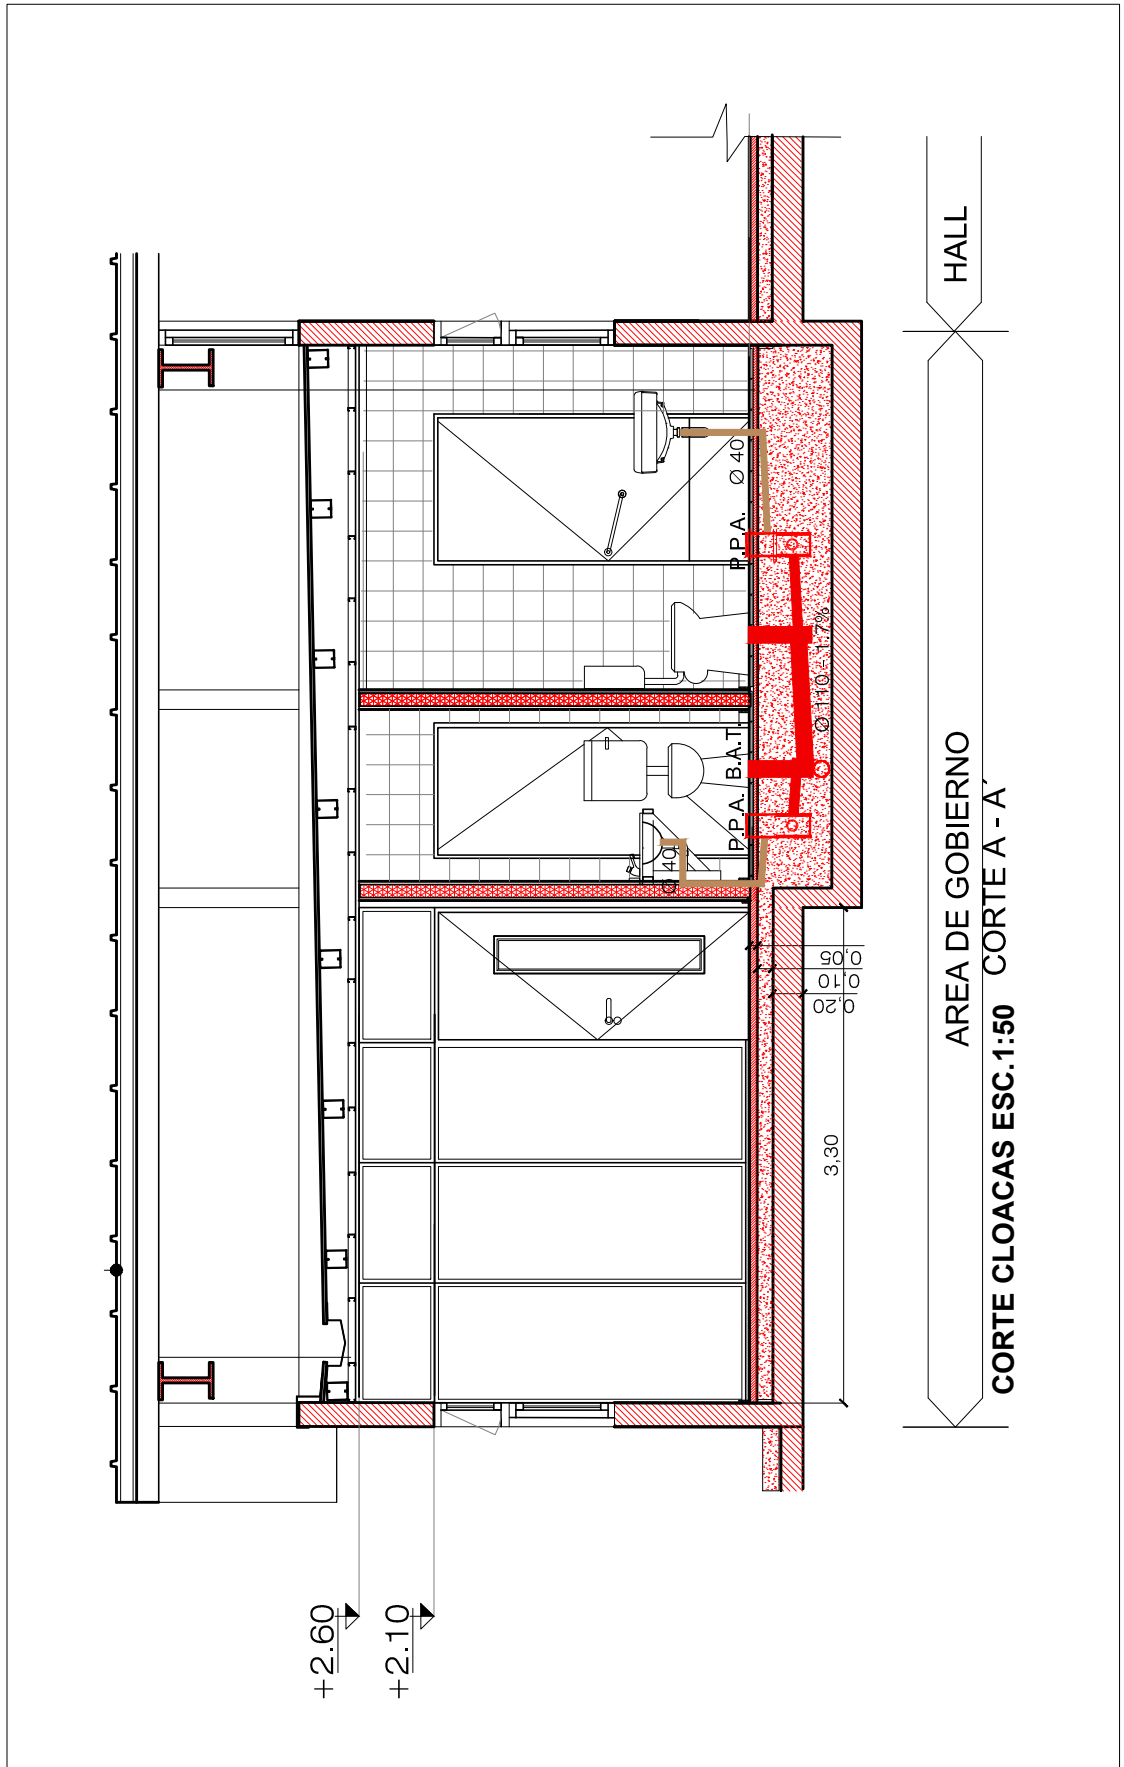 +2.60
+2.10
Ø 40
P.P.A.
B.A.T.
P.P.A.
Ø 40
Ø 110 - 1.7%
0,05
0,10
0,20
3,30
AREA DE GOBIERNO
HALL
CORTE CLOACAS ESC.1:50
CORTE A - A´